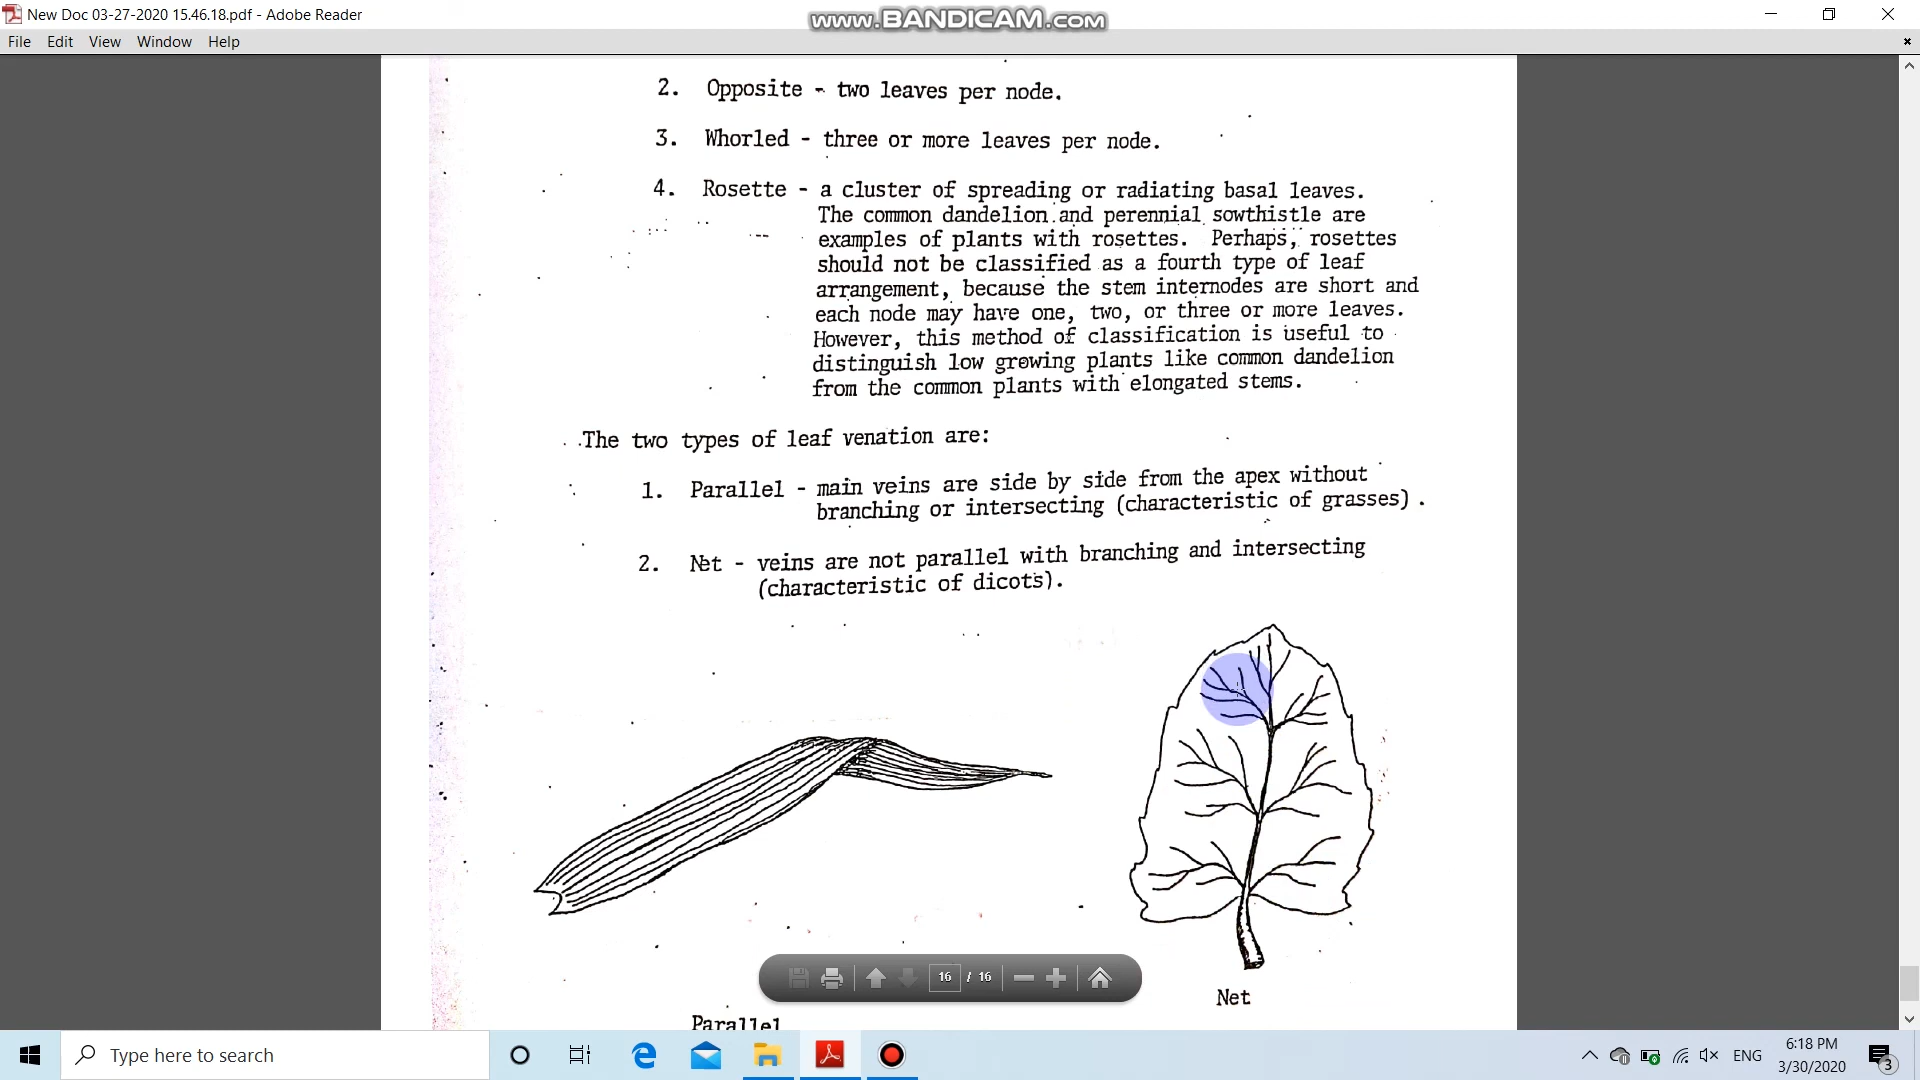 New Doc 03-27-2020 15.46.18.pdf - Adobe Reader
www.BANDICAM.com
File Edit View Window Help
2. Opposite - two leaves per node.
3. Whorled - three or more leaves per node.
4. Rosette - a cluster of spreading or radiating basal leaves.
The common dandelion and perennial sowthistle are
examples of plants with rosettes. Perhaps, rosettes
should not be classified as a fourth type of leaf
arrangement, because the stem internodes are short and
each node may have one, two, or three or more leaves.
However, this method of classification is useful to
distinguish low growing plants like common dandelion
from the common plants with elongated stems.
The two types of leaf venation are:
1. Parallel - main veins are side by side from the apex without
branching or intersecting (characteristic of grasses).
2. Net - veins are not parallel with branching and intersecting
(characteristic of dicots).
16 / 16
Net
Parallel
Type here to search
ENG
6:18 PM
3/30/2020
3